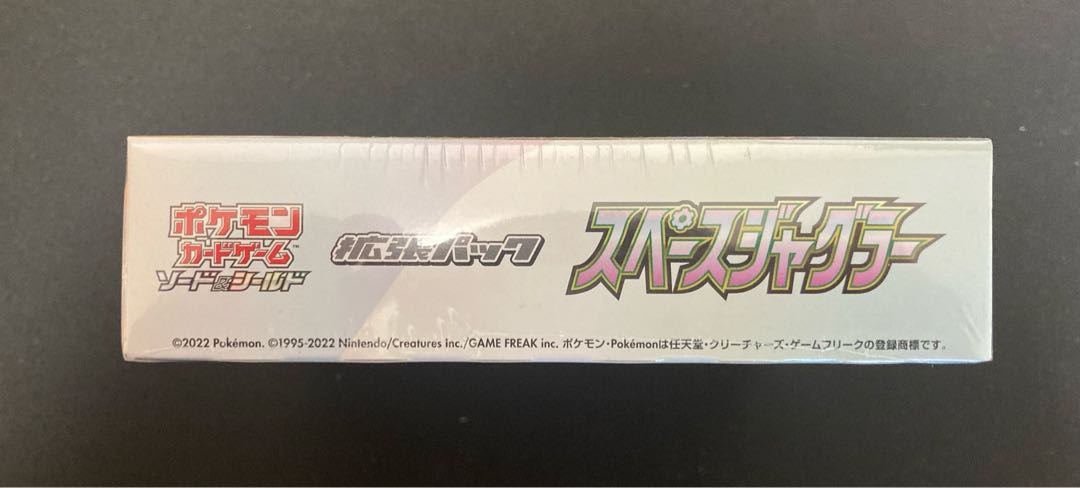 ポケモン
カードゲーム™
ソード&シールド
拡張パック
スペースジャグラー
©2022 Pokémon. ©1995-2022 Nintendo/Creatures inc./GAME FREAK inc. ポケモン・Pokémonは任天堂・クリーチャーズ・ゲームフリークの登録商標です。